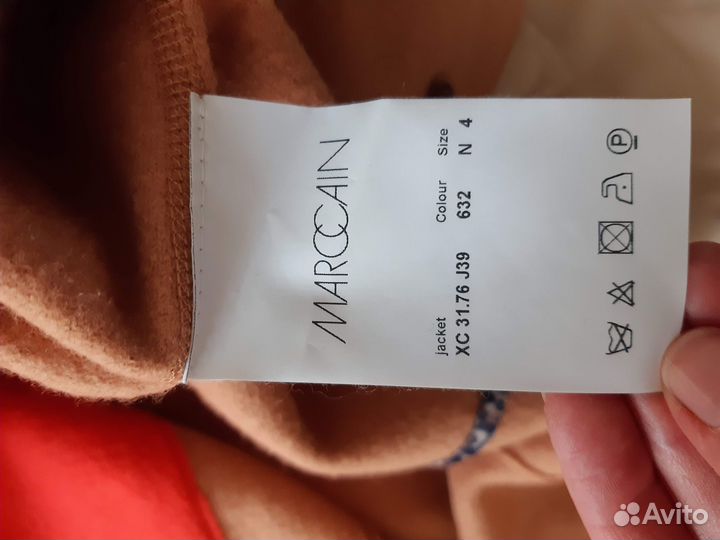 MARCCAIN
jacket Colour Size
XC 31.76 J39 632 N 4
P
Avito